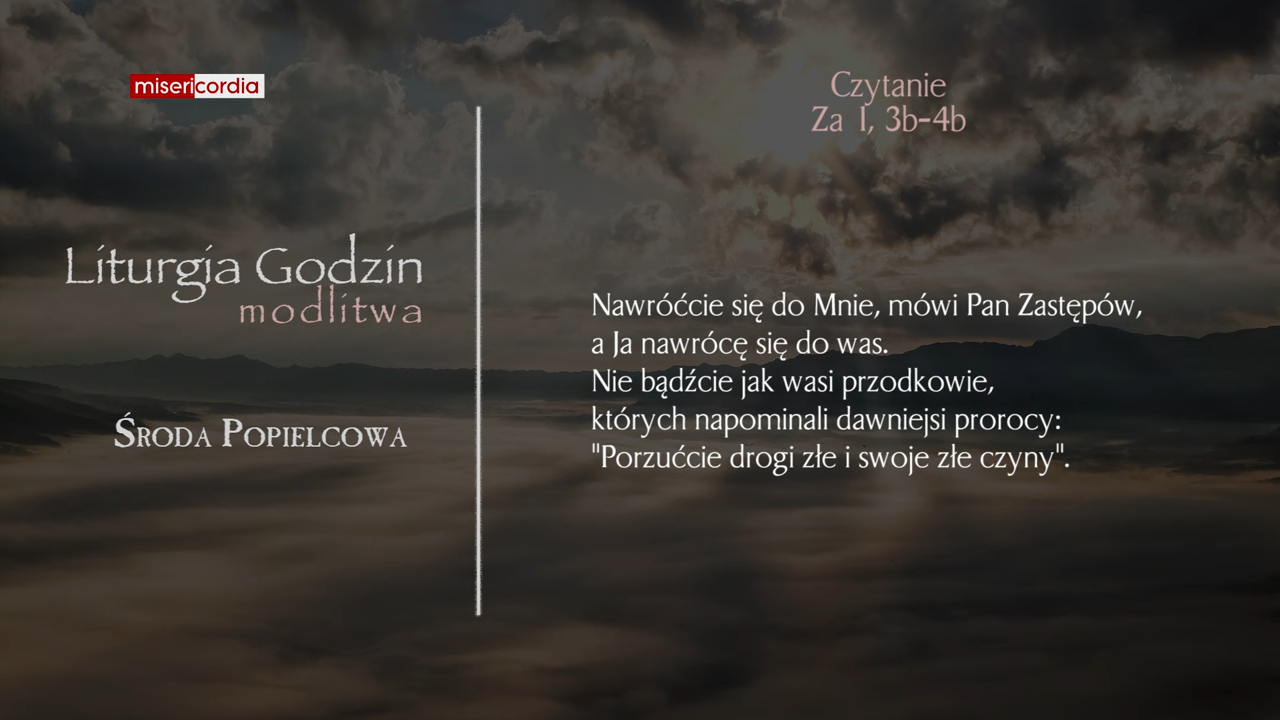 misericordia
Liturgia Godzin
modlitwa
Środa Popielcowa
Czytanie
Za 1, 3b-4b
Nawróćcie się do Mnie, mówi Pan Zastępów,
a Ja nawrócę się do was.
Nie bądźcie jak wasi przodkowie,
których napominali dawniejsi prorocy:
"Porzućcie drogi złe i swoje złe czyny".